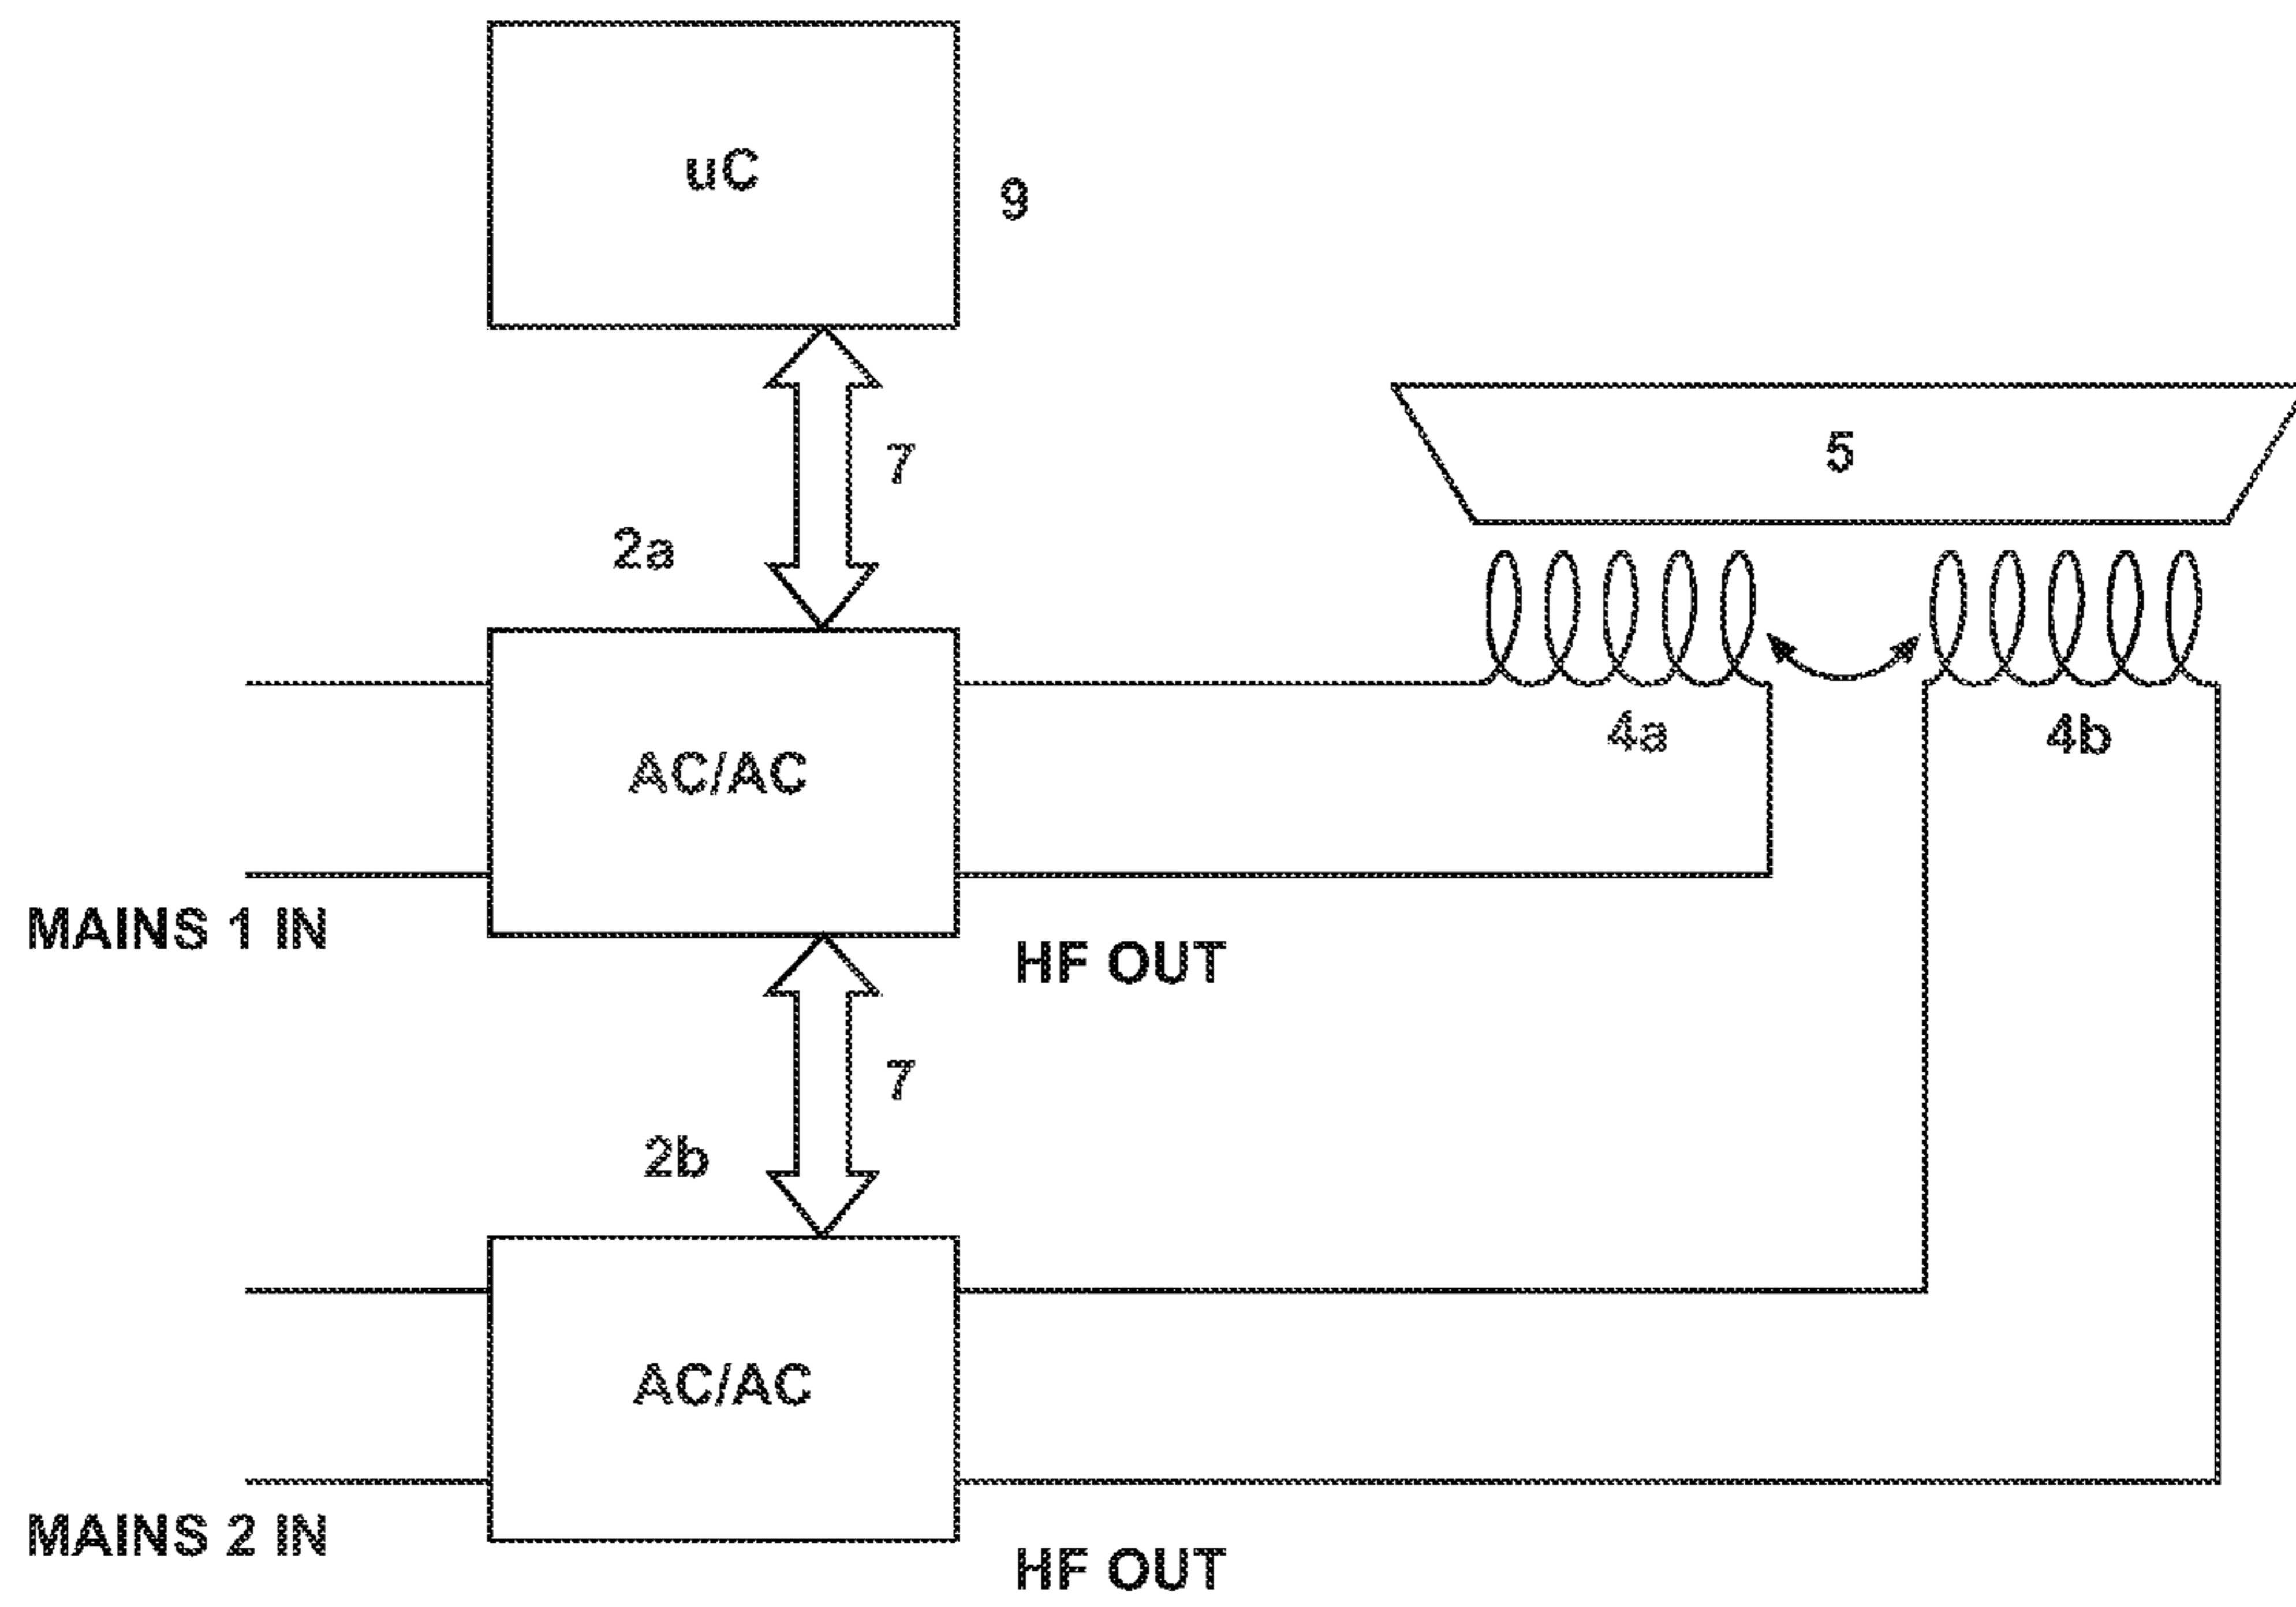 uC
9
7
5
2a
4a
4b
AC/AC
MAINS 1 IN
HF OUT
7
2b
AC/AC
MAINS 2 IN
HF OUT